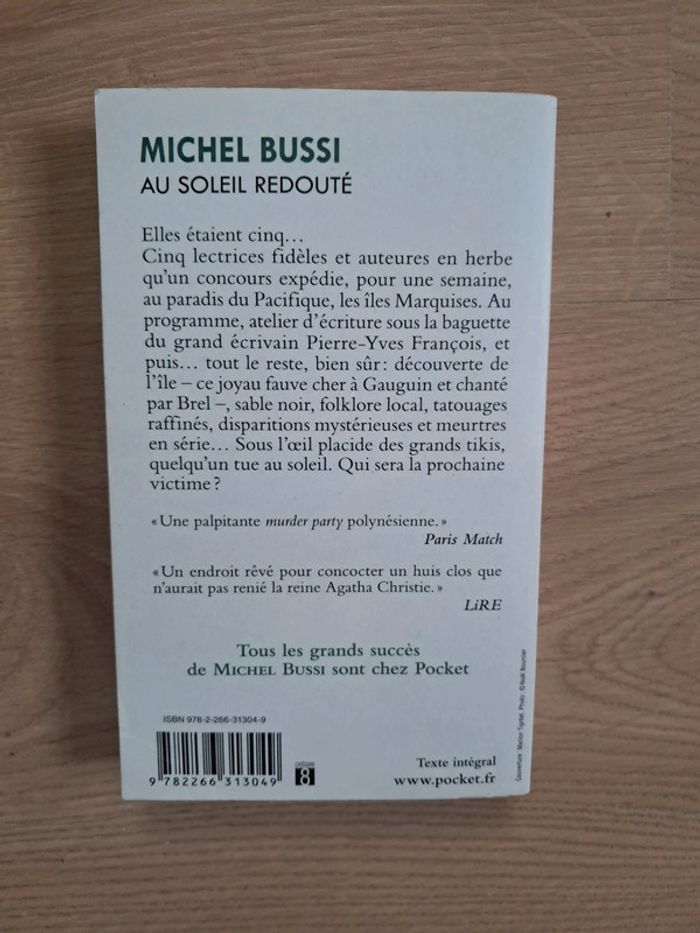 MICHEL BUSSI
AU SOLEIL REDOUTÉ
Elles étaient cinq…
Cinq lectrices fidèles et auteures en herbe
qu'un concours expédie, pour une semaine,
au paradis du Pacifique, les îles Marquises. Au
programme, atelier d'écriture sous la baguette
du grand écrivain Pierre-Yves François, et
puis… tout le reste, bien sûr : découverte de
l'île – ce joyau fauve cher à Gauguin et chanté
par Brel –, sable noir, folklore local, tatouages
raffinés, disparitions mystérieuses et meurtres
en série… Sous l'œil placide des grands tikis,
quelqu'un tue au soleil. Qui sera la prochaine
victime ?
« Une palpitante murder party polynésienne. »
Paris Match
« Un endroit rêvé pour concocter un huis clos que
n'aurait pas renié la reine Agatha Christie. »
LiRE
Tous les grands succès
de MICHEL BUSSI sont chez Pocket
ISBN 978-2-266-31304-9
9 782266 313049
8
Texte intégral
www.pocket.fr
Couverture : Marion Tigréat. Photo : © Noak Bourcier